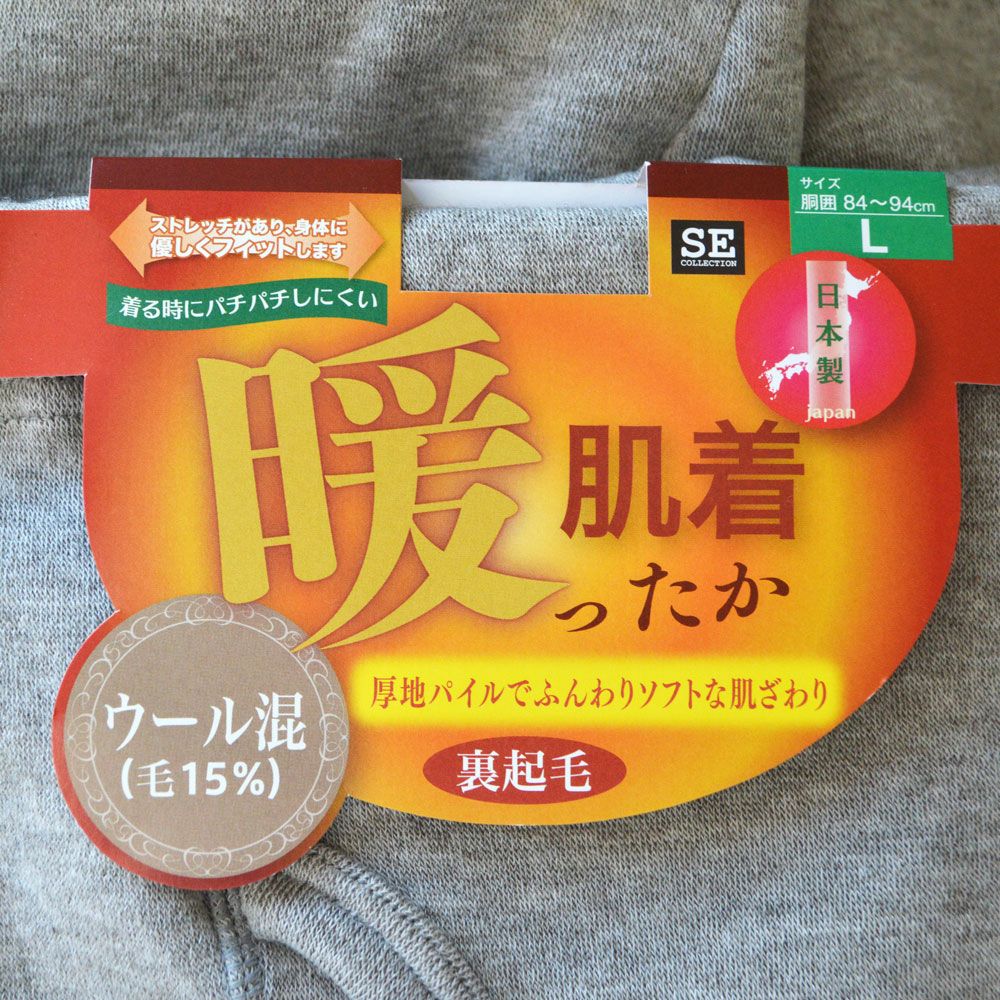 ストレッチがあり、身体に
優しくフィットします
着る時にパチパチしにくい
SE
COLLECTION
サイズ
胴囲 84～94cm
L
日本製
japan
暖
肌着
ったか
厚地パイルでふんわりソフトな肌ざわり
裏起毛
ウール混
(毛15%)